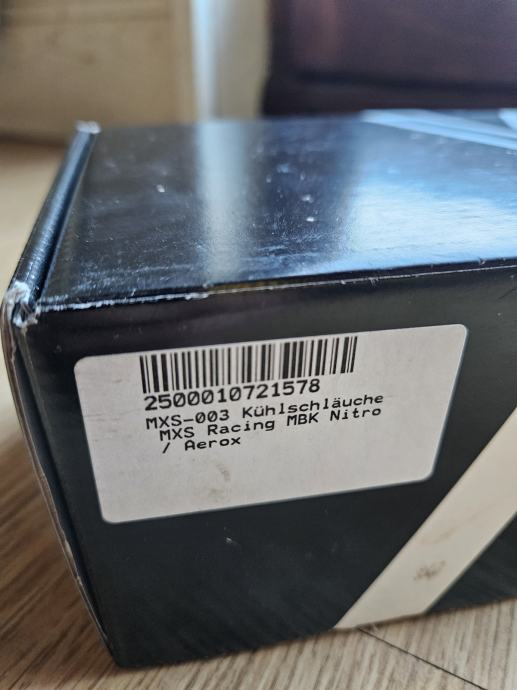 2500010721578
MXS-003 Kühlschläuche
MXS Racing MBK Nitro
/ Aerox